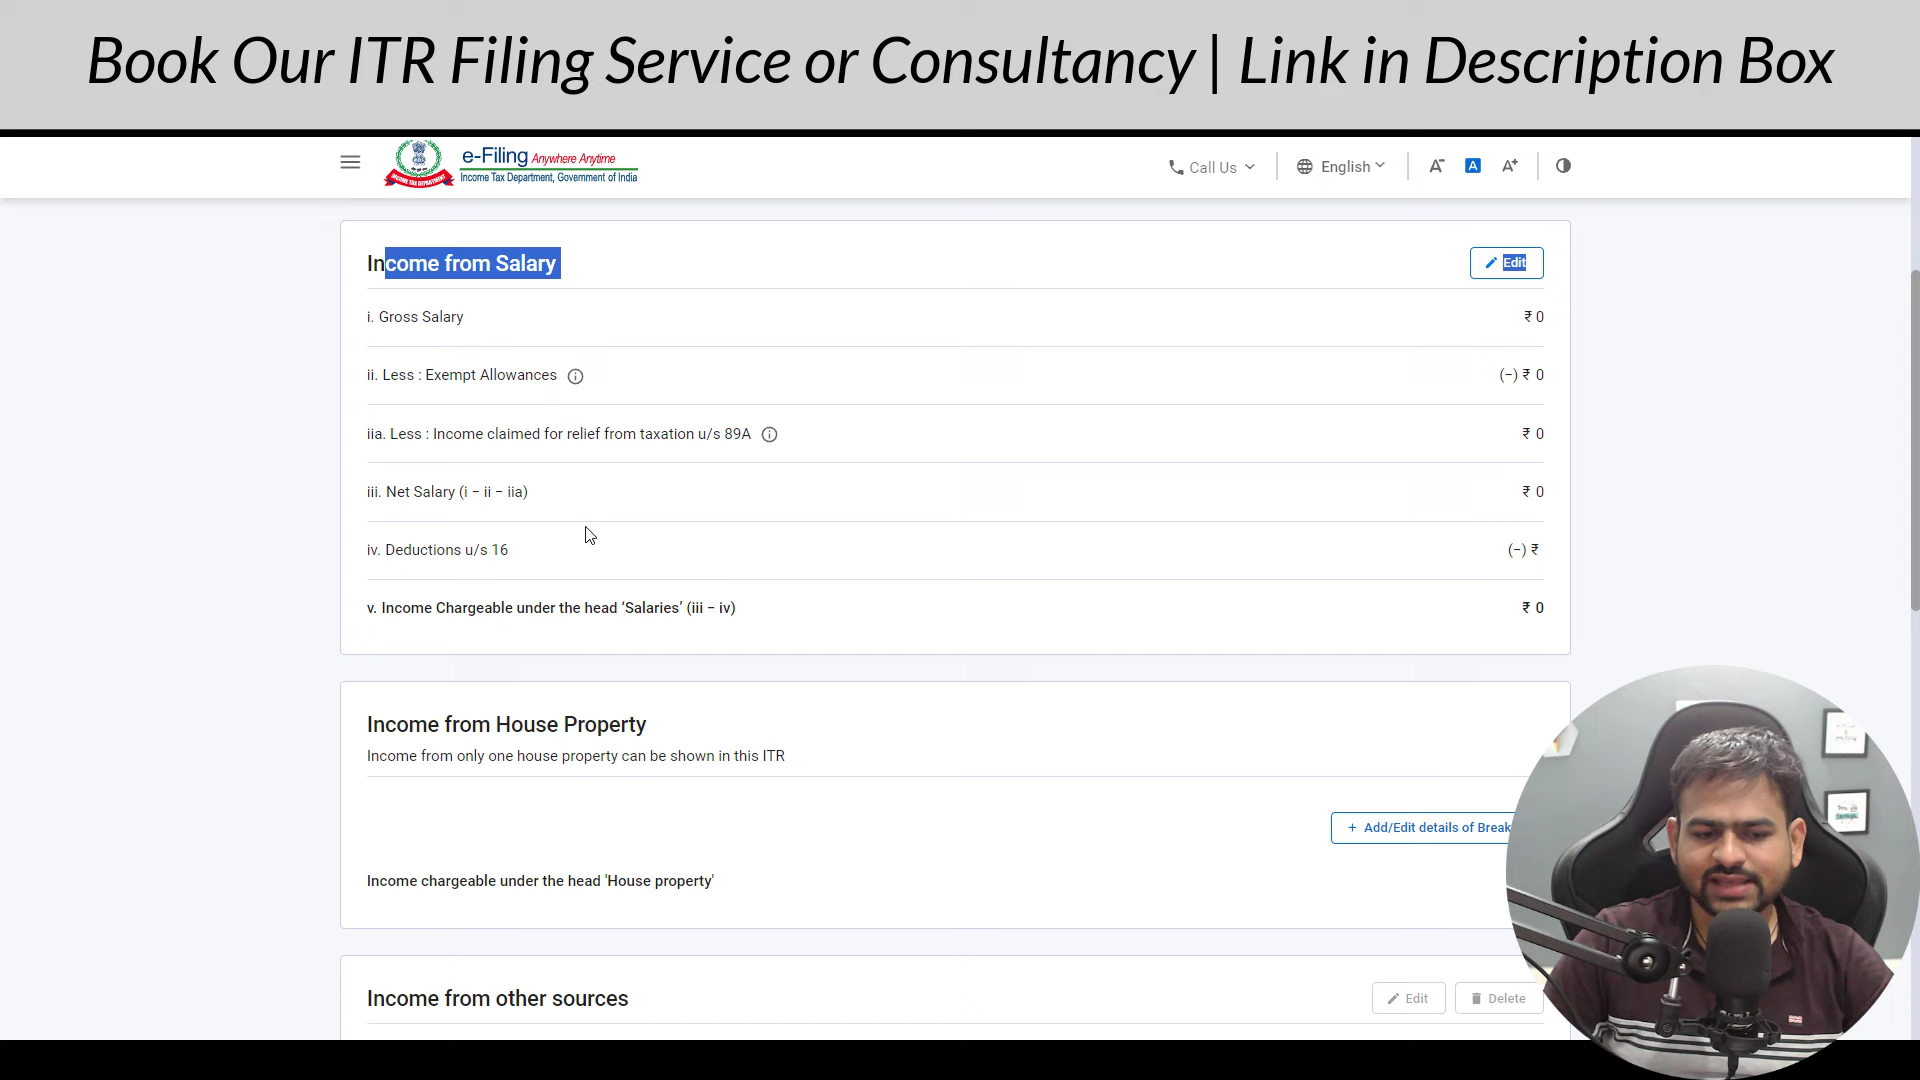 Book Our ITR Filing Service or Consultancy | Link in Description Box
e-Filing Anywhere Anytime
Income Tax Department, Government of India
Call Us
English
A-
A
A+
INCOME TAX DEPARTMENT
Income from Salary
Edit
i. Gross Salary
₹ 0
ii. Less : Exempt Allowances
(−) ₹ 0
iia. Less : Income claimed for relief from taxation u/s 89A
₹ 0
iii. Net Salary (i − ii − iia)
₹ 0
iv. Deductions u/s 16
(−) ₹
v. Income Chargeable under the head ‘Salaries’ (iii − iv)
₹ 0
Income from House Property
Income from only one house property can be shown in this ITR
+ Add/Edit details of Break
Income chargeable under the head 'House property'
Income from other sources
Edit
Delete